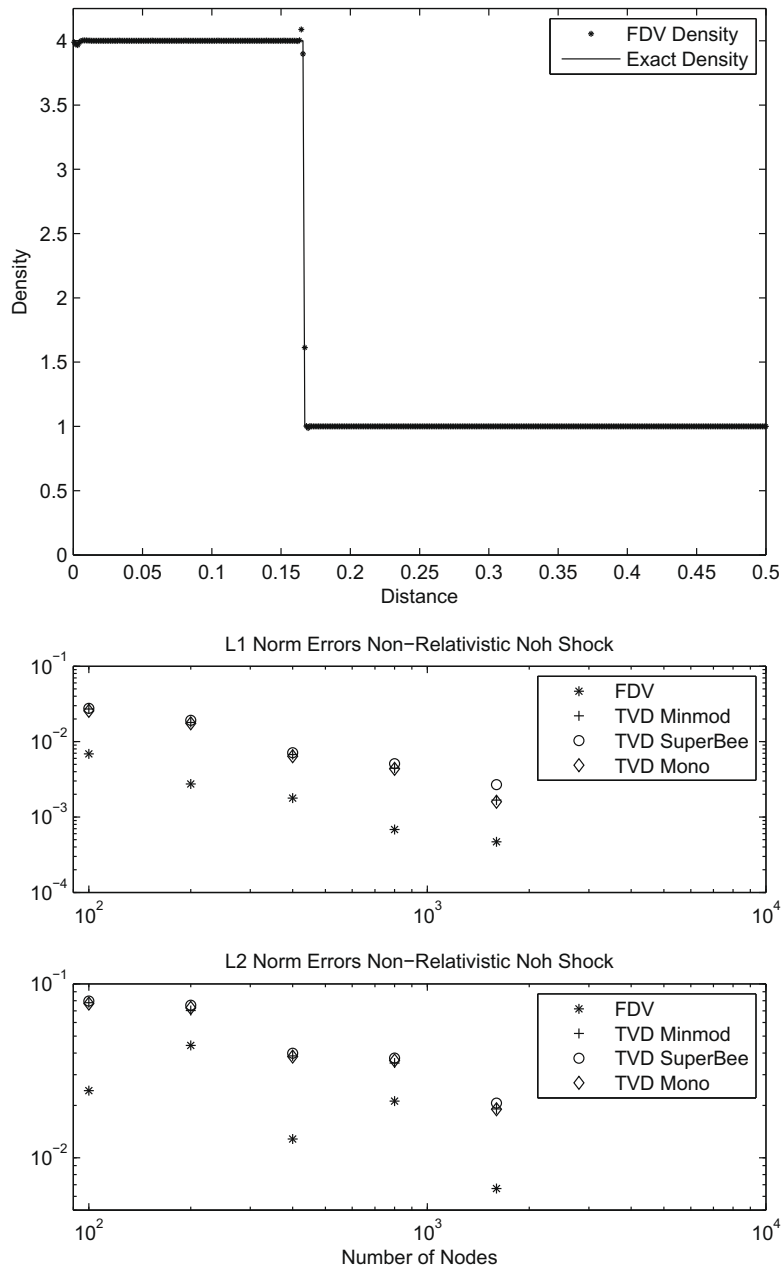 4
3.5
3
2.5
2
1.5
1
0.5
0
Density
FDV Density
Exact Density
0 0.05 0.1 0.15 0.2 0.25 0.3 0.35 0.4 0.45 0.5
Distance
L1 Norm Errors Non−Relativistic Noh Shock
10^−1
10^−2
10^−3
10^−4
FDV
TVD Minmod
TVD SuperBee
TVD Mono
10^2 10^3 10^4
L2 Norm Errors Non−Relativistic Noh Shock
10^−1
10^−2
FDV
TVD Minmod
TVD SuperBee
TVD Mono
10^2 10^3 10^4
Number of Nodes